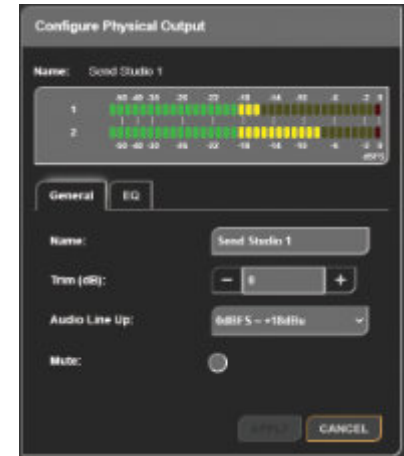 Configure Physical Output
Name: Send Studio 1
1
2
dBFS
General EQ
Name: Send Studio 1
Trim (dB): − 0 +
Audio Line Up: 0dBFS = +18dBu
Mute:
APPLY CANCEL